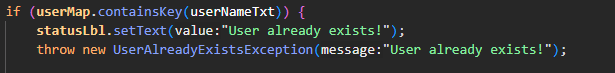 if (userMap.containsKey(userNameTxt)) {
statusLbl.setText(value:"User already exists!");
throw new UserAlreadyExistsException(message:"User already exists!");